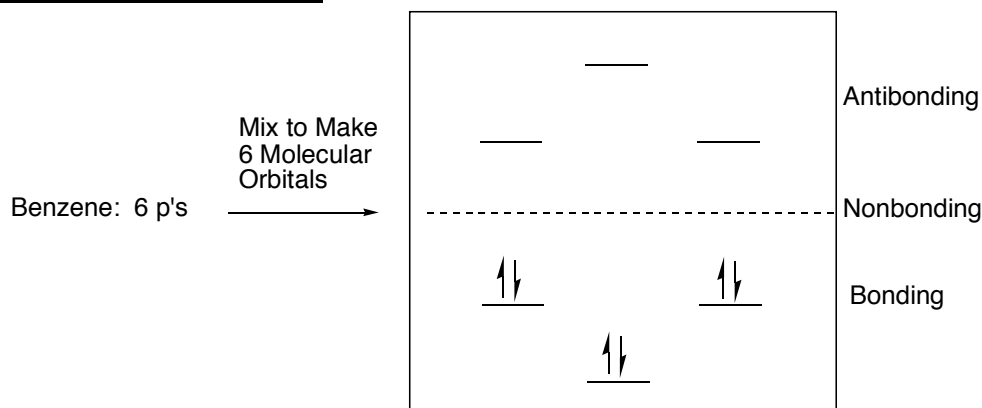 Antibonding
Mix to Make
6 Molecular
Orbitals
Benzene: 6 p's
Nonbonding
Bonding